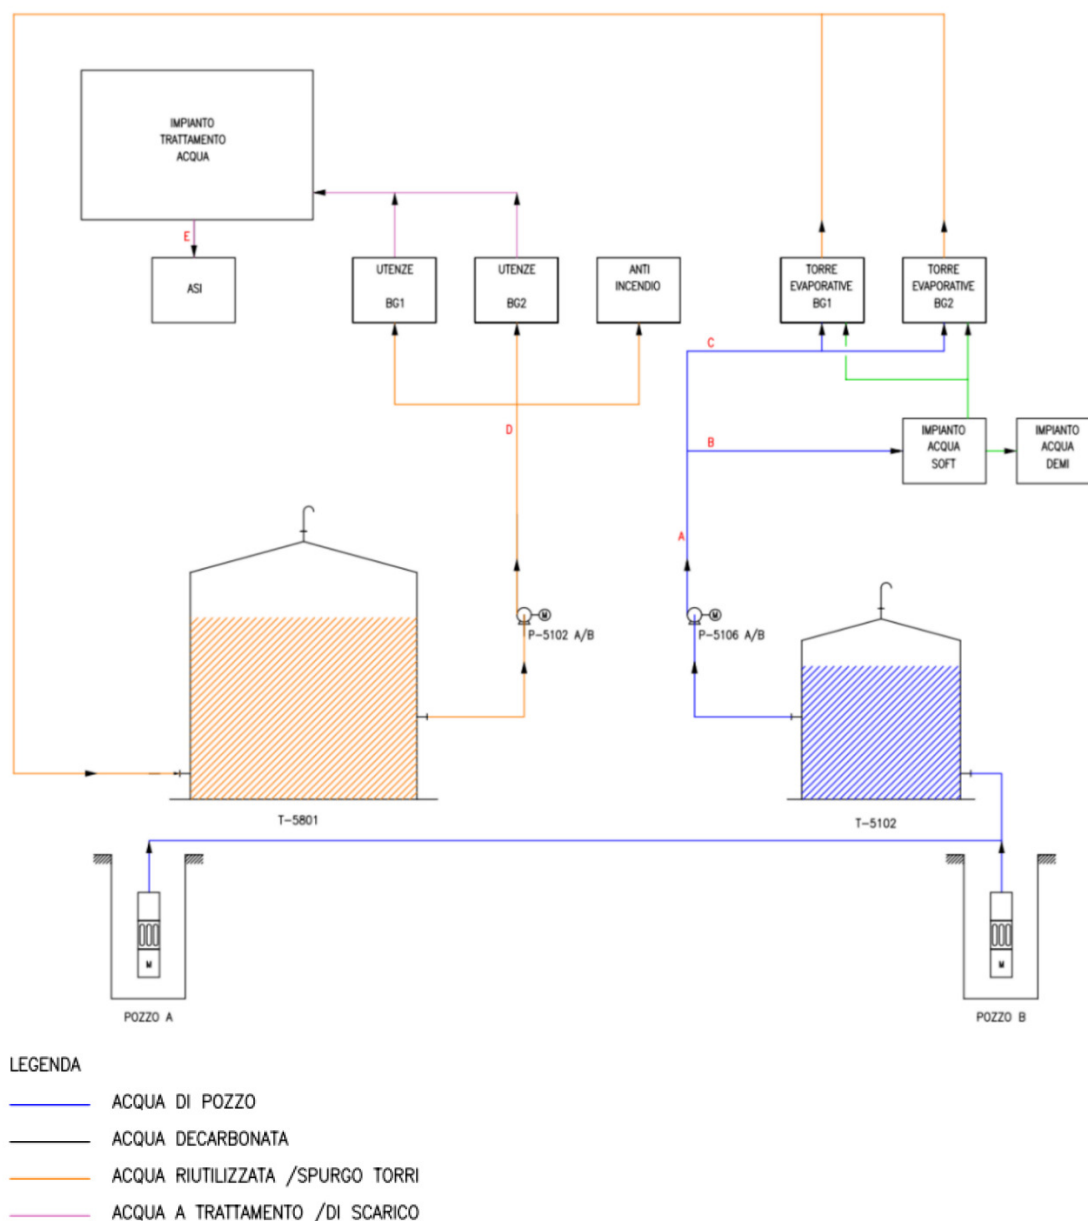 IMPIANTO
TRATTAMENTO
ACQUA
E
ASI
UTENZE
BG1
UTENZE
BG2
ANTI
INCENDIO
TORRE
EVAPORATIVE
BG1
TORRE
EVAPORATIVE
BG2
C
D
B
IMPIANTO
ACQUA
SOFT
IMPIANTO
ACQUA
DEMI
A
M
P-5102 A/B
M
P-5106 A/B
T-5801
T-5102
M
M
POZZO A
POZZO B
LEGENDA
ACQUA DI POZZO
ACQUA DECARBONATA
ACQUA RIUTILIZZATA /SPURGO TORRI
ACQUA A TRATTAMENTO /DI SCARICO